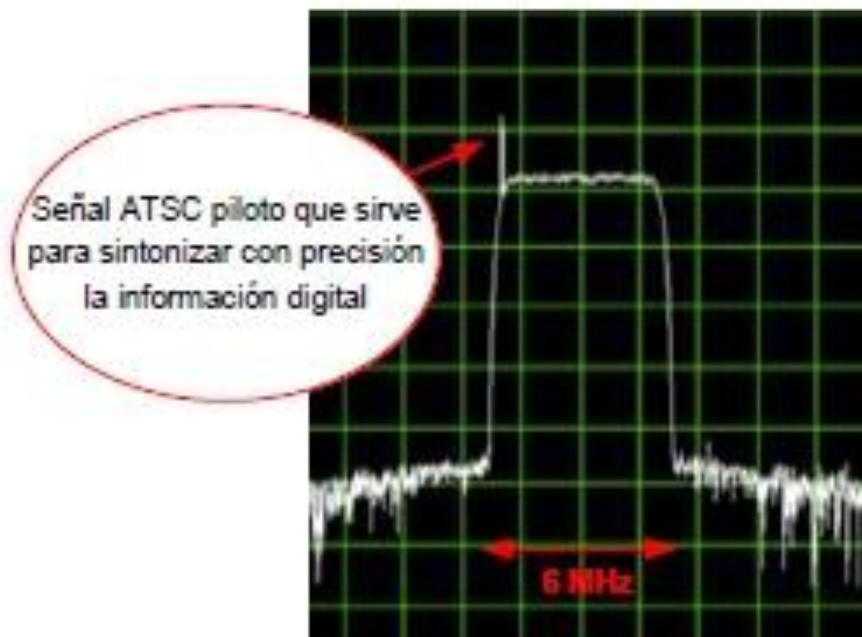 Señal ATSC piloto que sirve
para sintonizar con precisión
la información digital
6 MHz